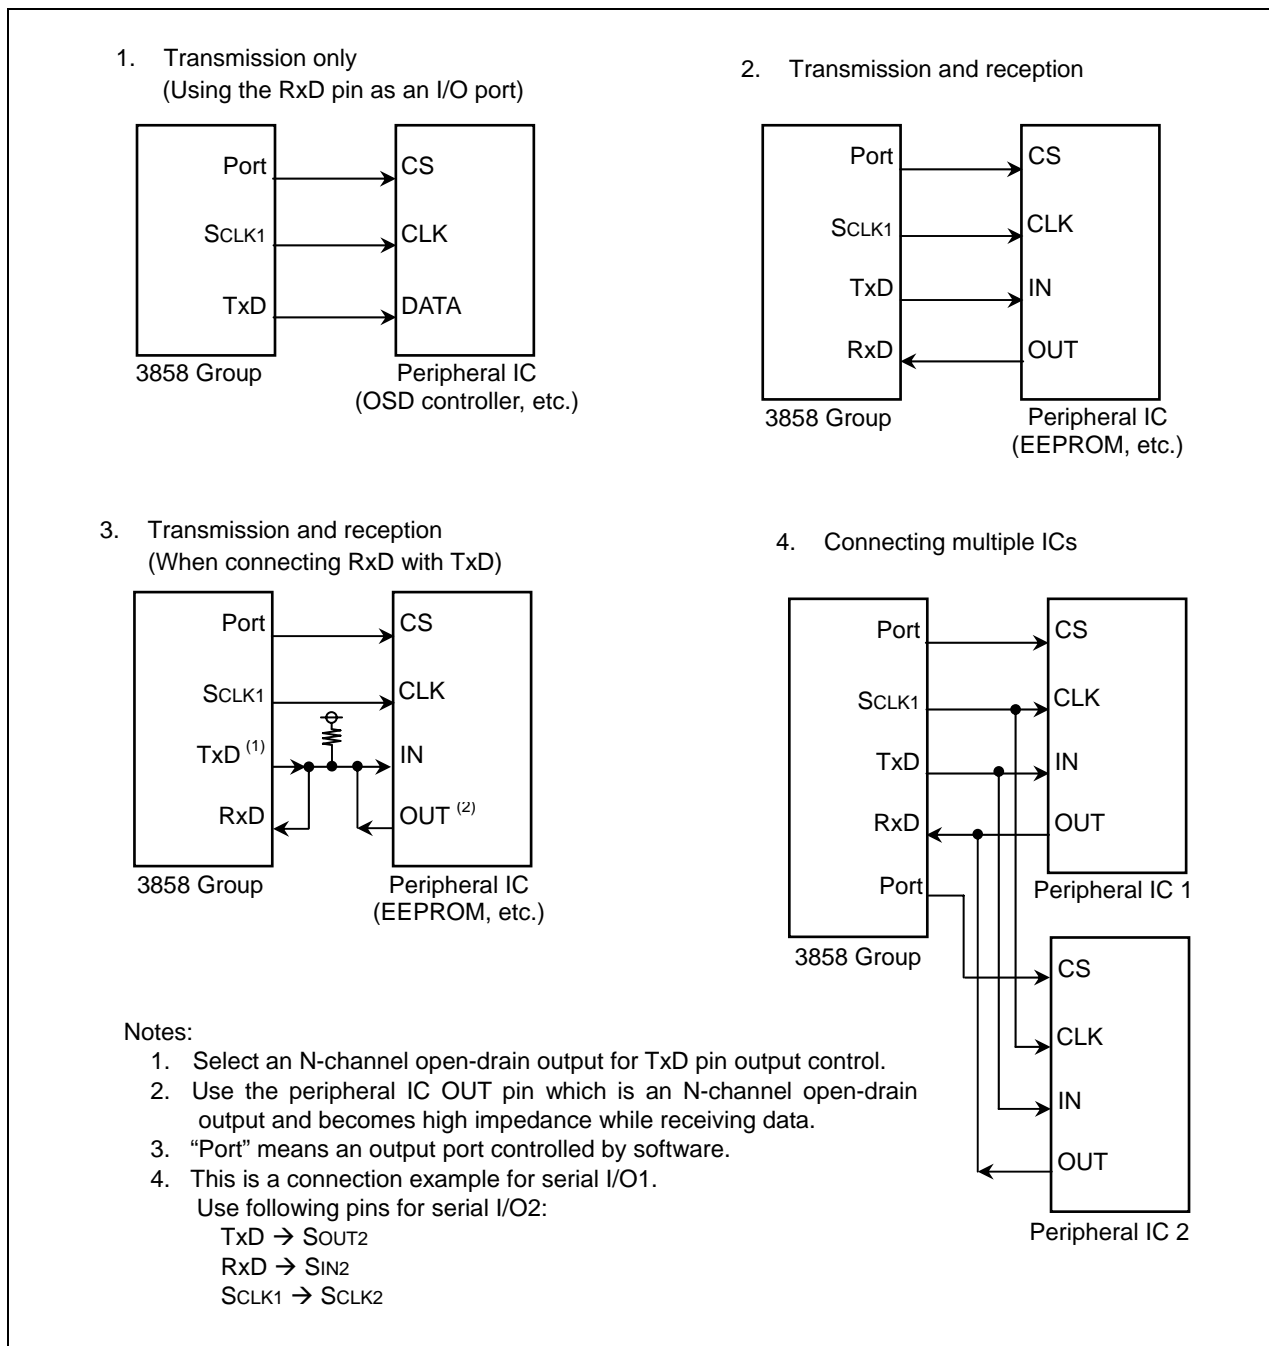 1. Transmission only
(Using the RxD pin as an I/O port)
Port
CS
SCLK1
CLK
TxD
DATA
3858 Group
Peripheral IC
(OSD controller, etc.)
2. Transmission and reception
Port
CS
SCLK1
CLK
TxD
IN
RxD
OUT
3858 Group
Peripheral IC
(EEPROM, etc.)
3. Transmission and reception
(When connecting RxD with TxD)
Port
CS
SCLK1
CLK
TxD (1)
IN
RxD
OUT (2)
3858 Group
Peripheral IC
(EEPROM, etc.)
4. Connecting multiple ICs
Port
CS
SCLK1
CLK
TxD
IN
RxD
OUT
Port
Peripheral IC 1
3858 Group
CS
CLK
IN
OUT
Peripheral IC 2
Notes:
1. Select an N-channel open-drain output for TxD pin output control.
2. Use the peripheral IC OUT pin which is an N-channel open-drain
output and becomes high impedance while receiving data.
3. “Port” means an output port controlled by software.
4. This is a connection example for serial I/O1.
Use following pins for serial I/O2:
TxD → SOUT2
RxD → SIN2
SCLK1 → SCLK2